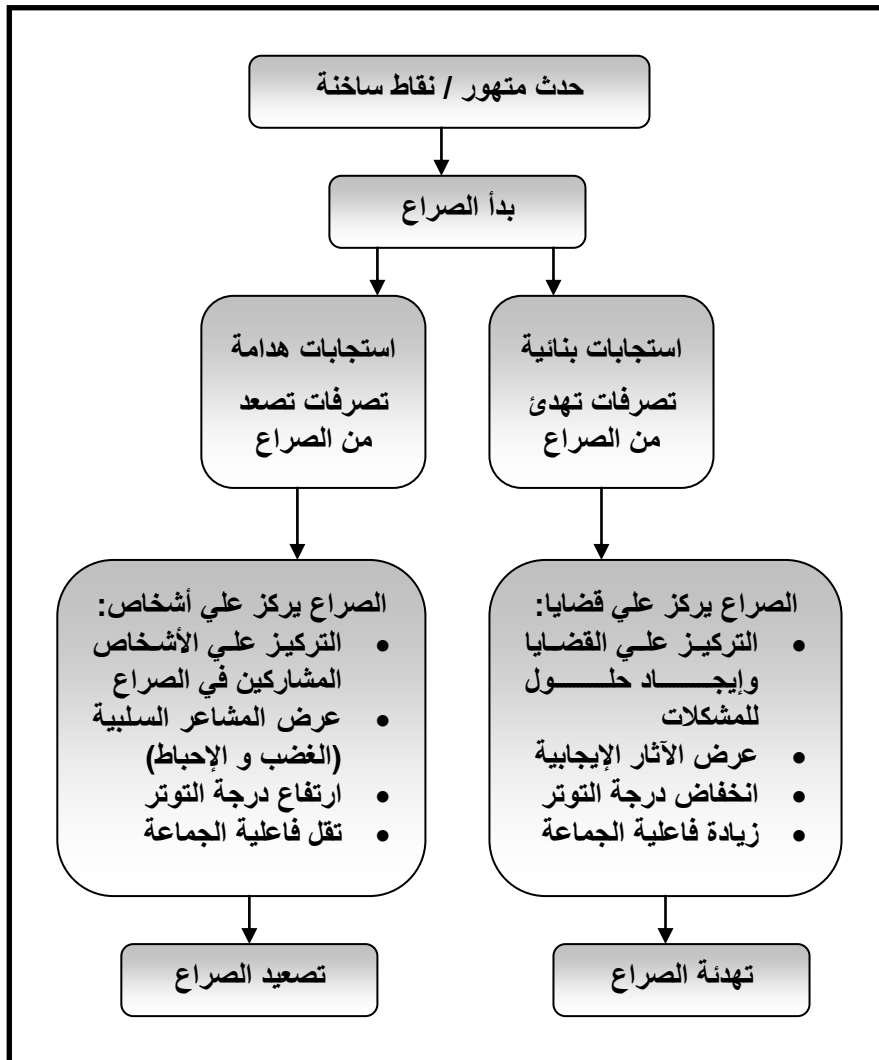 حدث متهور / نقاط ساخنة
بدأ الصراع
استجابات بنائية
تصرفات تهدئ
من الصراع
استجابات هدامة
تصرفات تصعد
من الصراع
الصراع يركز علي قضايا:
• التركيز علي القضايا
وإيجاد حلول
للمشكلات
• عرض الآثار الإيجابية
• انخفاض درجة التوتر
• زيادة فاعلية الجماعة
الصراع يركز علي أشخاص:
• التركيز علي الأشخاص
المشاركين في الصراع
• عرض المشاعر السلبية
(الغضب و الإحباط)
• ارتفاع درجة التوتر
• تقل فاعلية الجماعة
تهدئة الصراع
تصعيد الصراع